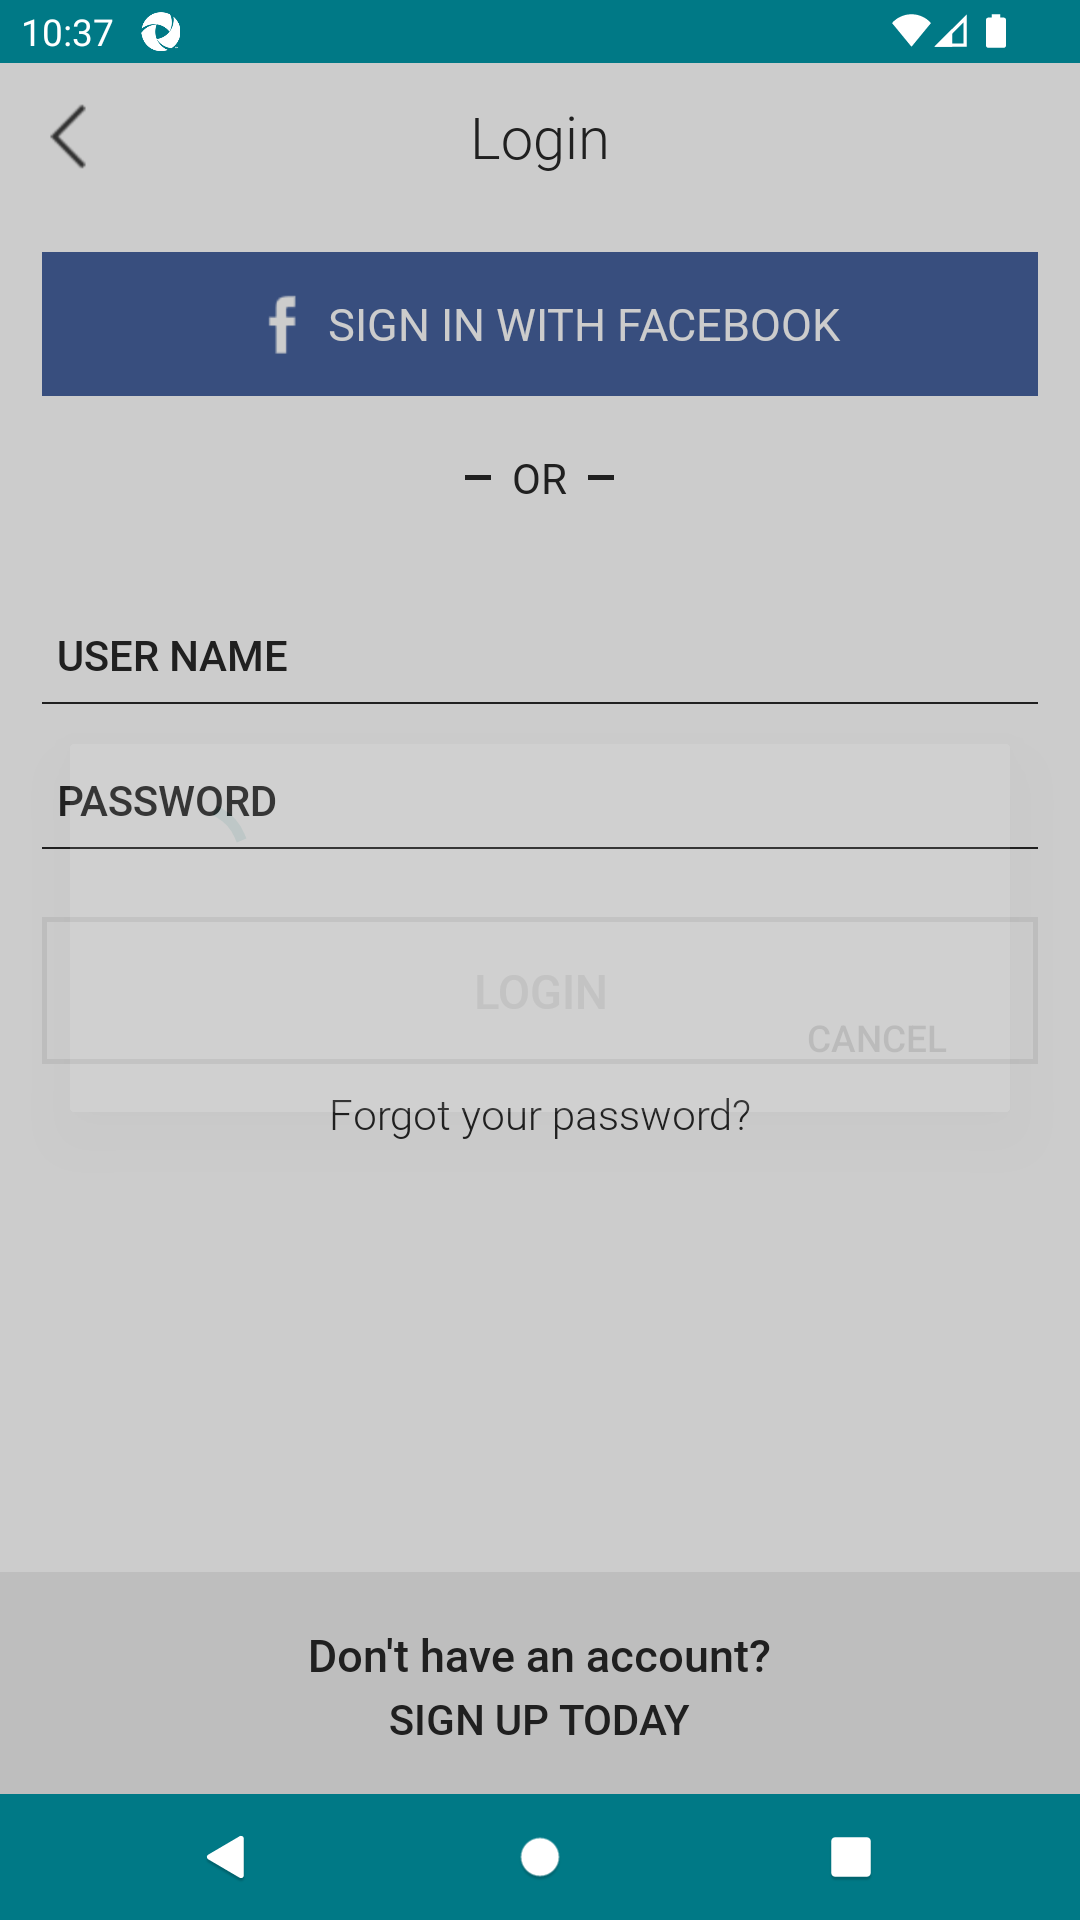 10:37
Login
f SIGN IN WITH FACEBOOK
– OR –
USER NAME
PASSWORD
LOGIN
CANCEL
Forgot your password?
Don't have an account?
SIGN UP TODAY